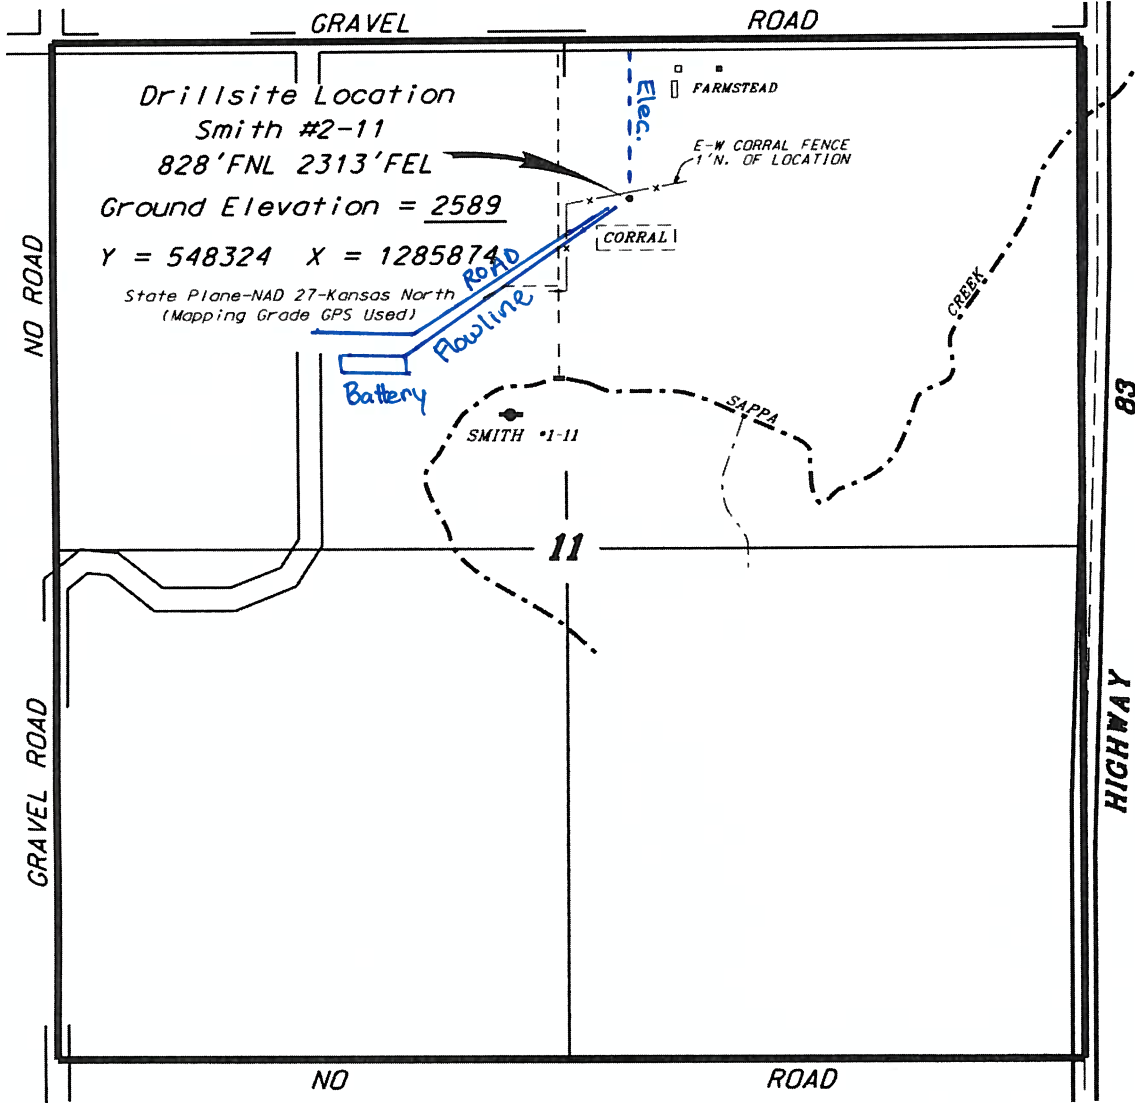 GRAVEL ROAD
Drillsite Location
Smith #2-11
828'FNL 2313'FEL
Ground Elevation = 2589
Y = 548324 X = 1285874
State Plane-NAD 27-Kansas North
(Mapping Grade GPS Used)
Elec.
FARMSTEAD
E-W CORRAL FENCE
1'N. OF LOCATION
CORRAL
ROAD
Flowline
Battery
NO ROAD
CREEK
SAPPA
SMITH #1-11
11
83
HIGHWAY
GRAVEL ROAD
NO ROAD